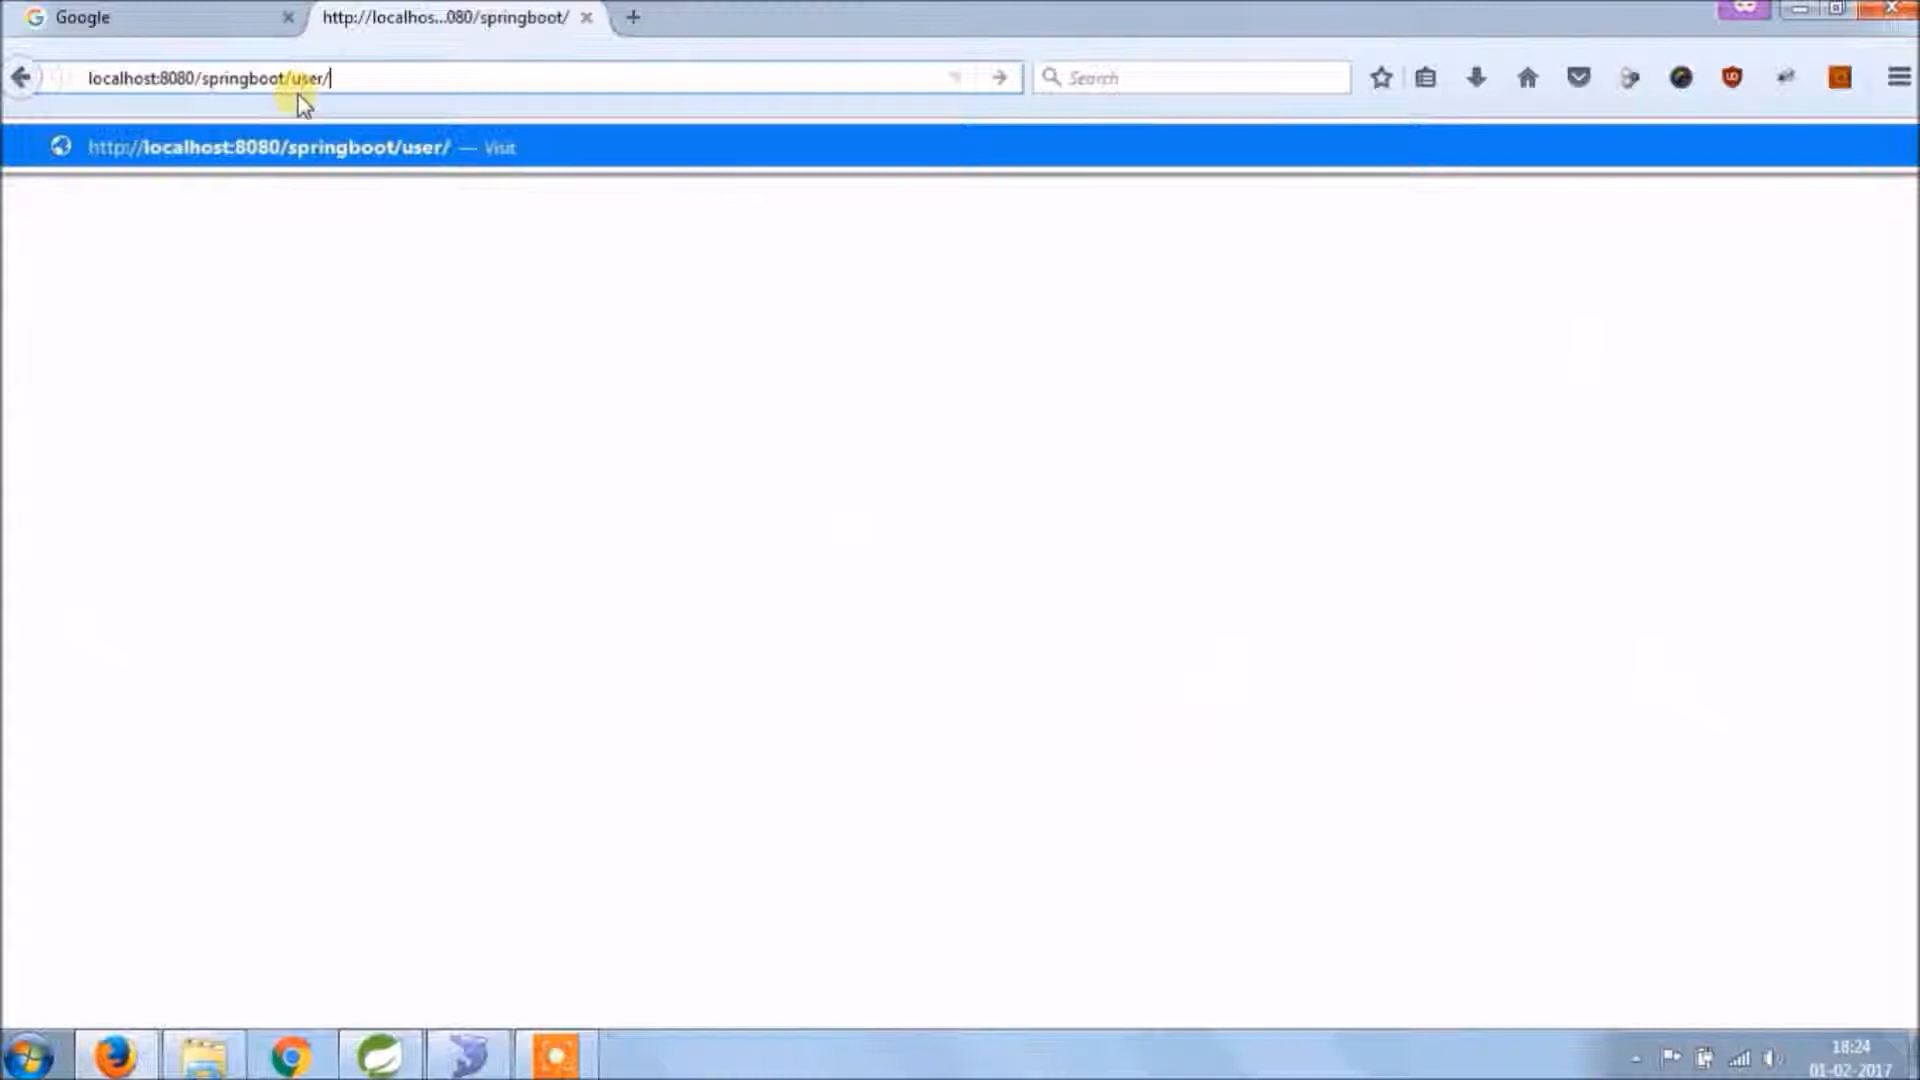 Google
http://localhos...080/springboot/
localhost:8080/springboot/user/
Search
http://localhost:8080/springboot/user/ — Visit
18:24
01-02-2017